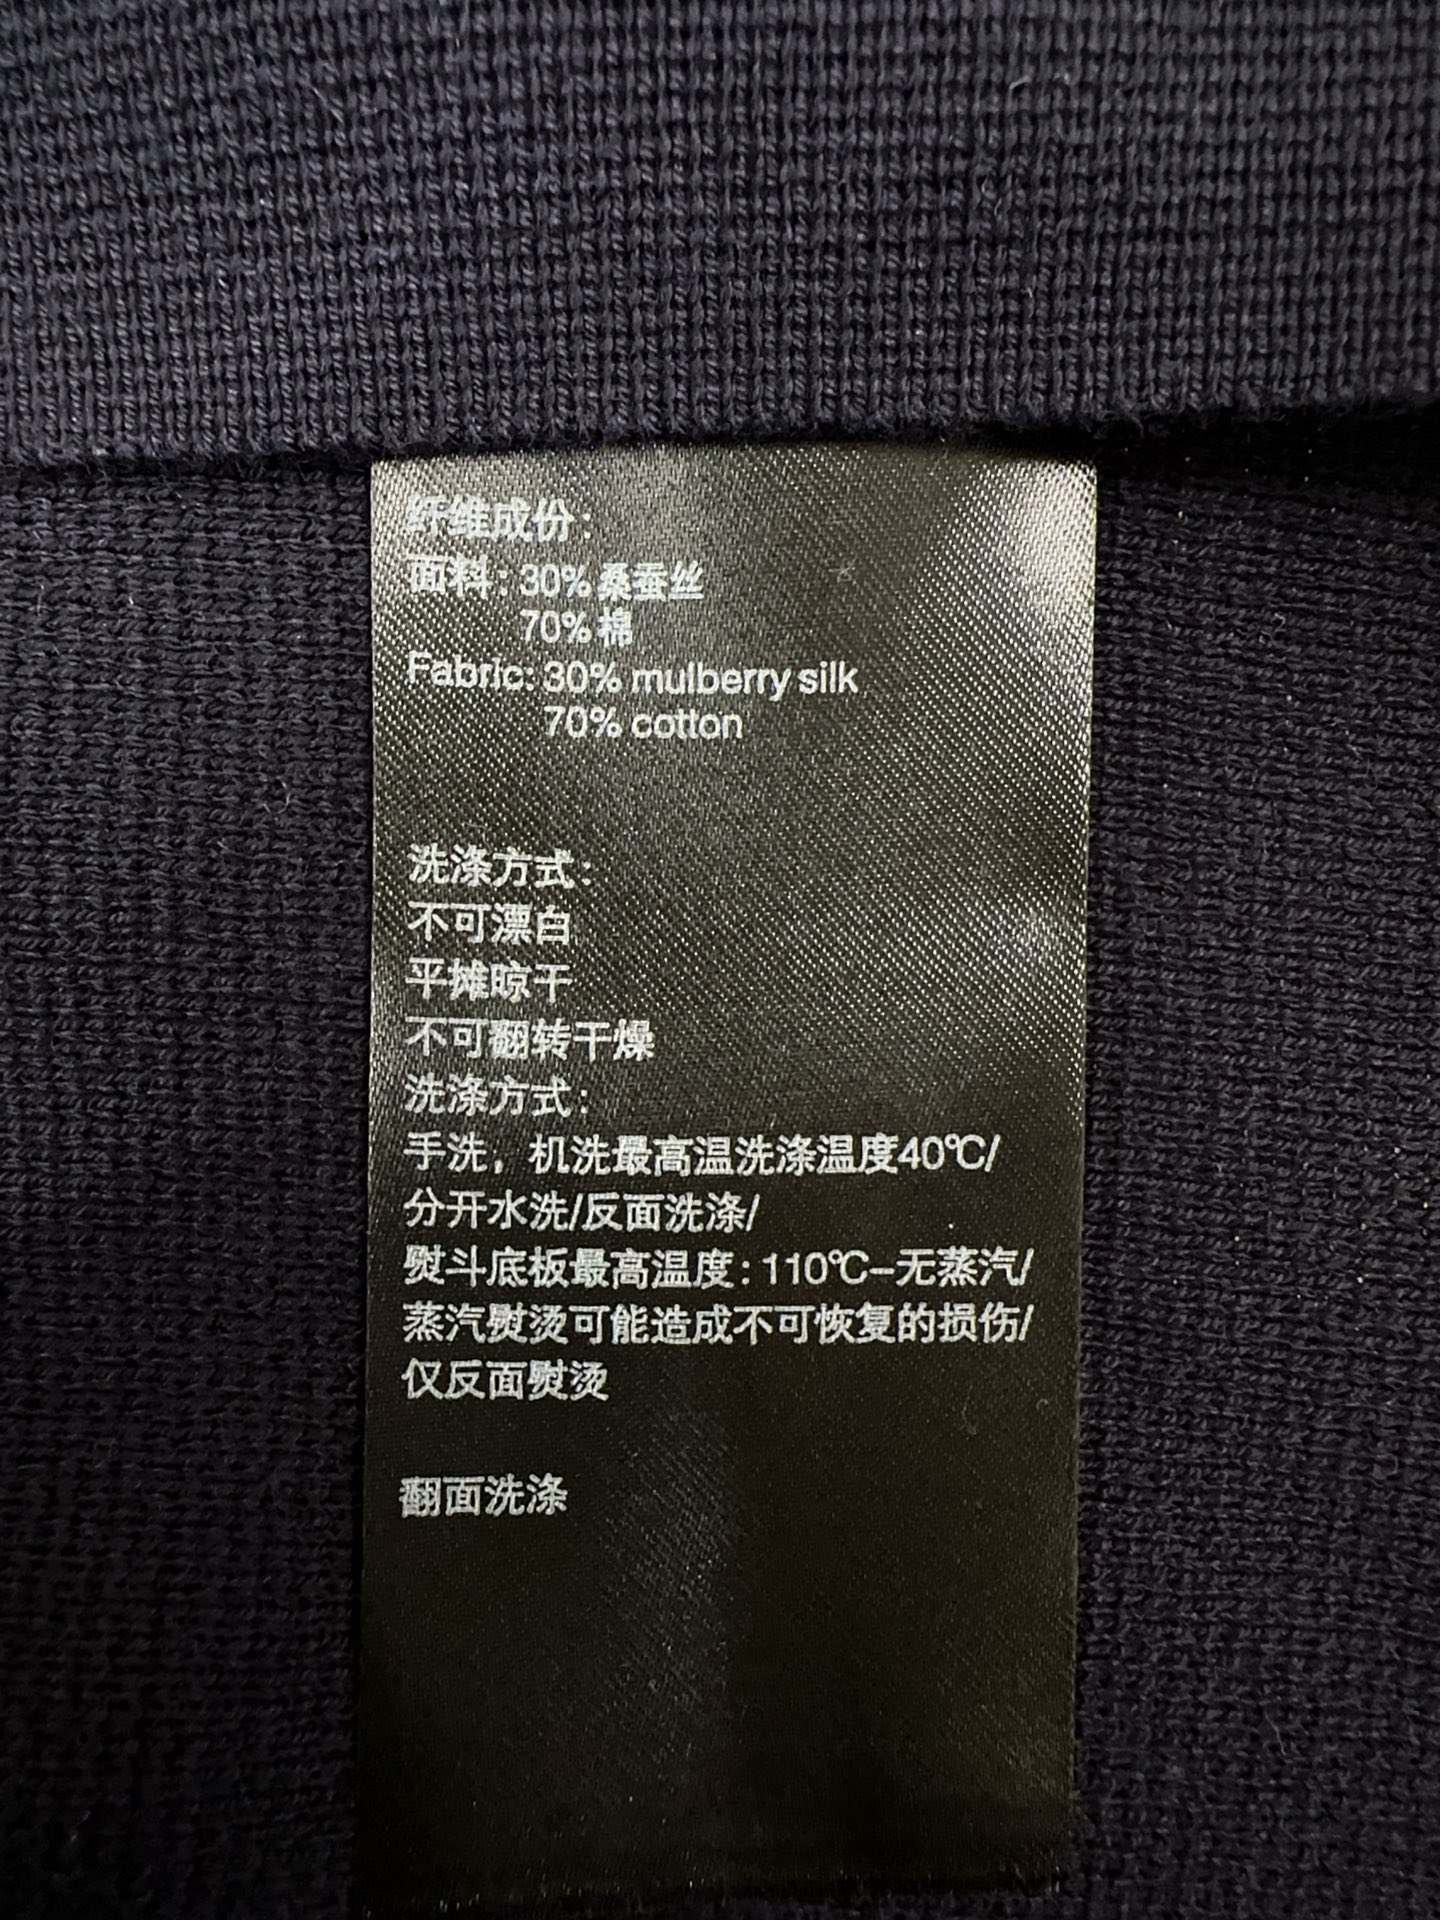 纤维成份：
面料：30% 桑蚕丝
70% 棉
Fabric: 30% mulberry silk
70% cotton
洗涤方式：
不可漂白
平摊晾干
不可翻转干燥
洗涤方式：
手洗，机洗最高温洗涤温度40℃/
分开水洗/反面洗涤/
熨斗底板最高温度：110℃-无蒸汽/
蒸汽熨烫可能造成不可恢复的损伤/
仅反面熨烫
翻面洗涤